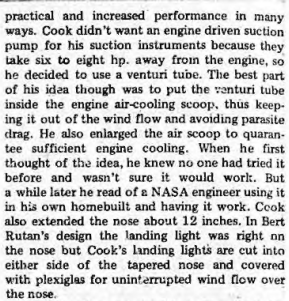 practical and increased performance in many
ways. Cook didn't want an engine driven suction
pump for his suction instruments because they
take six to eight hp. away from the engine, so
he decided to use a venturi tube. The best part
of his idea though was to put the venturi tube
inside the engine air-cooling scoop, thus keep-
ing it out of the wind flow and avoiding parasite
drag. He also enlarged the air scoop to quaran-
tee sufficient engine cooling. When he first
thought of the idea, he knew no one had tried it
before and wasn't sure it would work. But
a while later he read of a NASA engineer using it
in his own homebuilt and having it work. Cook
also extended the nose about 12 inches. In Bert
Rutan's design the landing light was right on
the nose but Cook's landing lights are cut into
either side of the tapered nose and covered
with plexiglas for uninterrupted wind flow over
the nose.